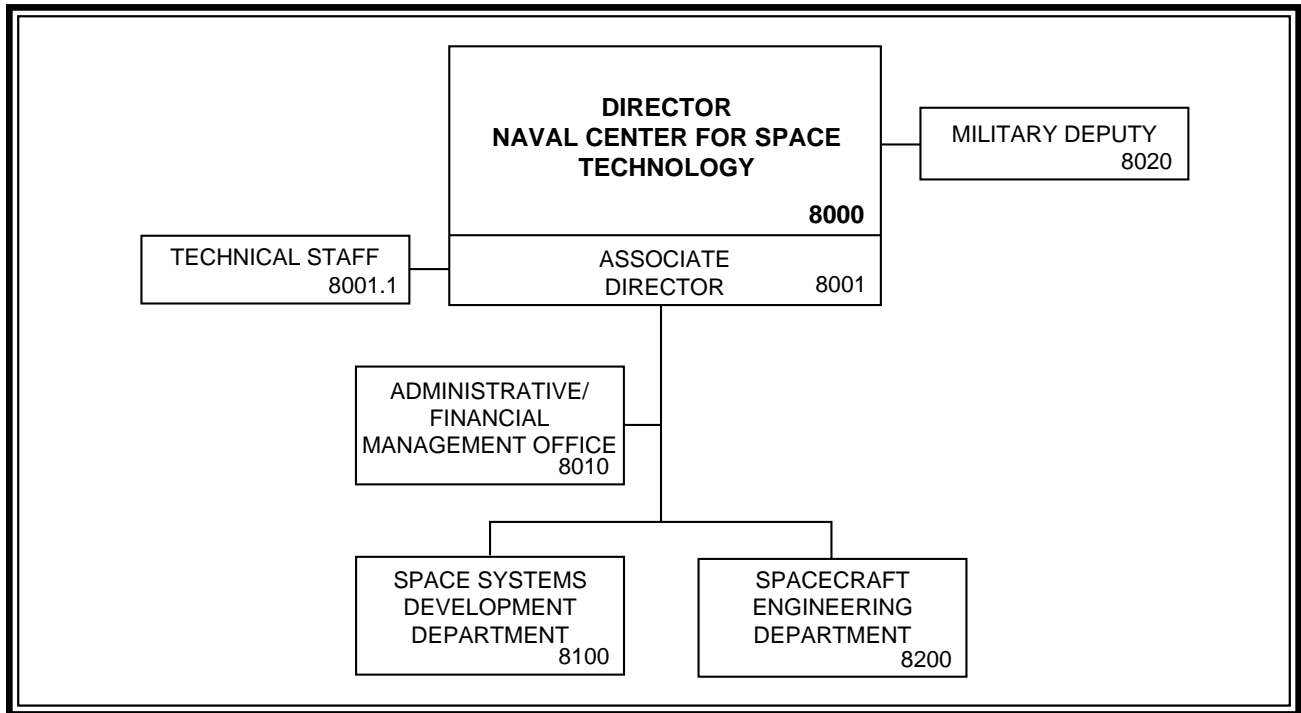 DIRECTOR
NAVAL CENTER FOR SPACE
TECHNOLOGY
8000
MILITARY DEPUTY
8020
TECHNICAL STAFF
8001.1
ASSOCIATE
DIRECTOR
8001
ADMINISTRATIVE/
FINANCIAL
MANAGEMENT OFFICE
8010
SPACE SYSTEMS
DEVELOPMENT
DEPARTMENT
8100
SPACECRAFT
ENGINEERING
DEPARTMENT
8200